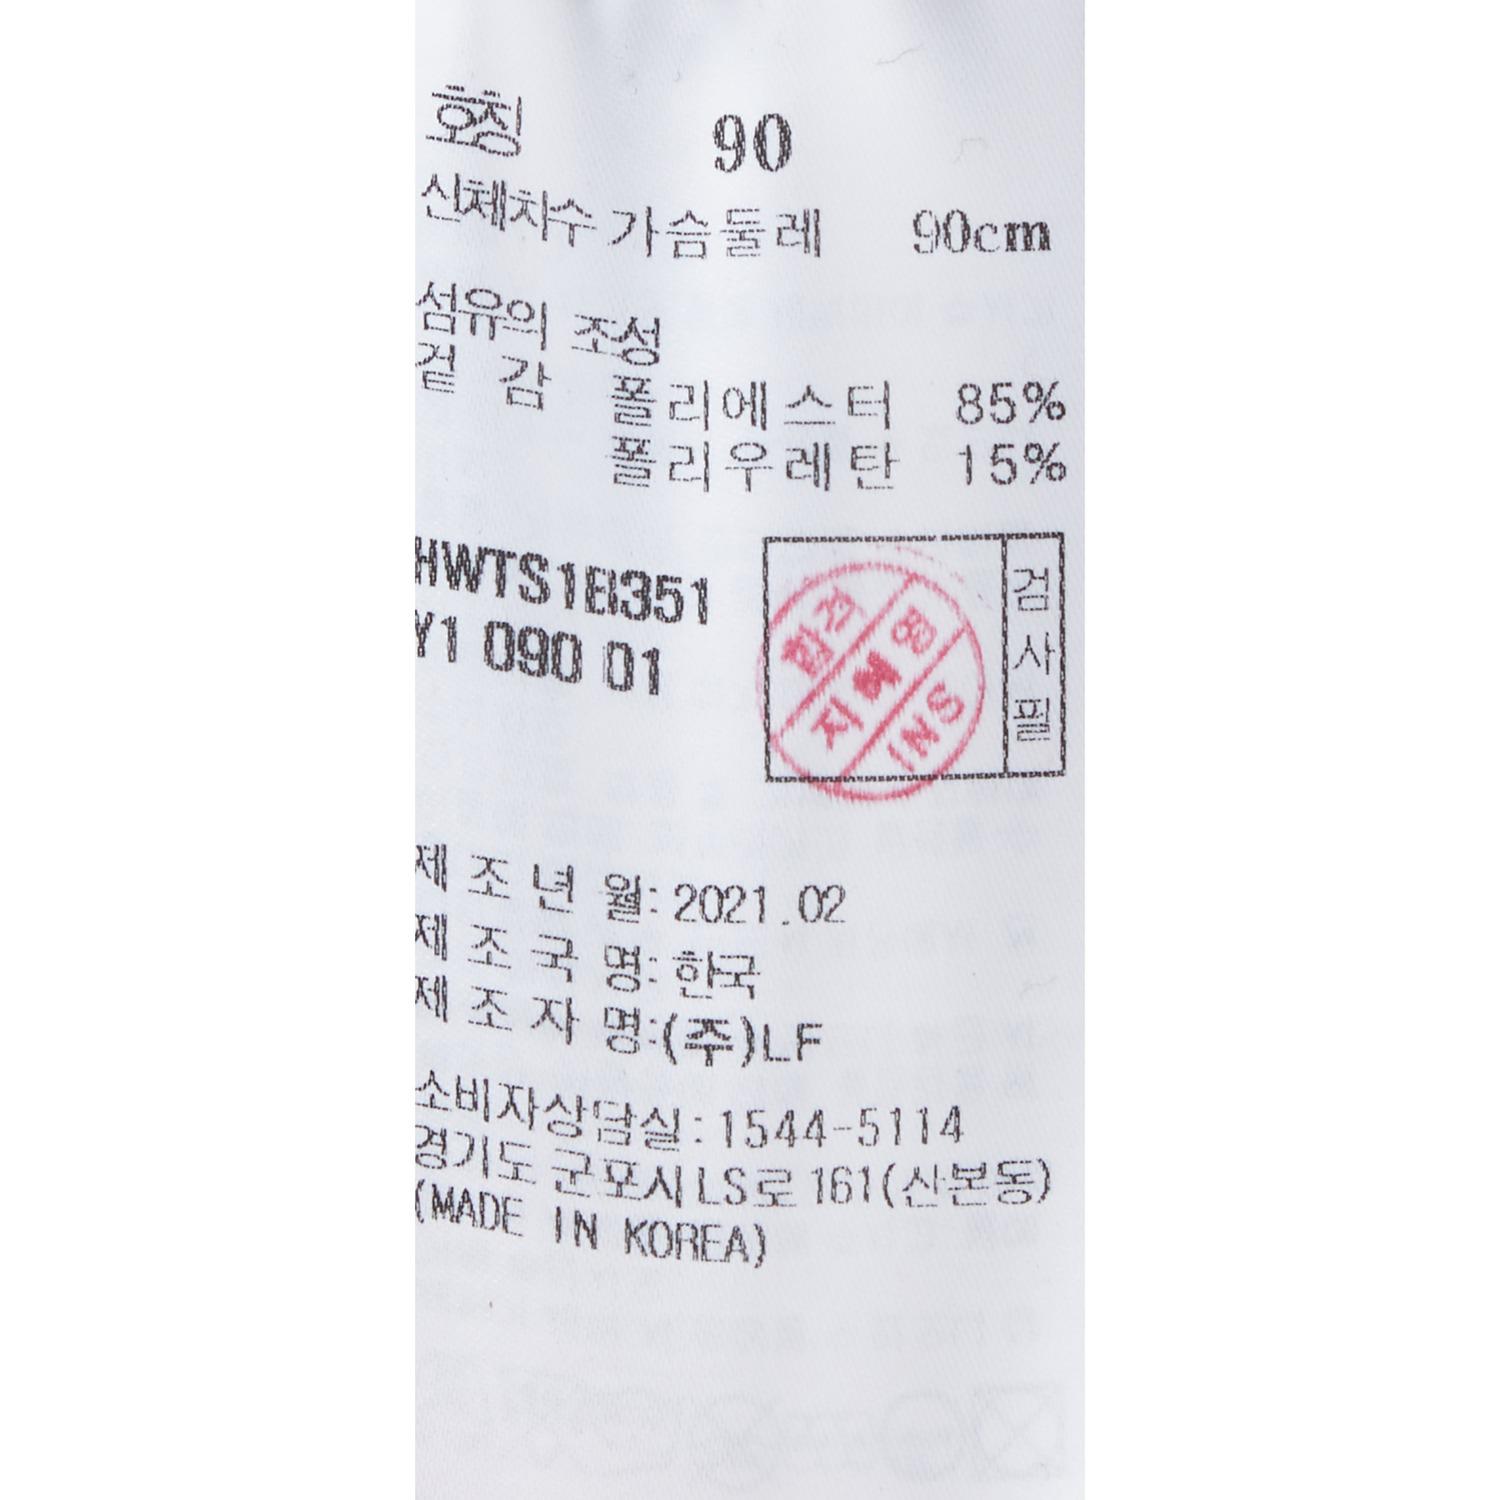 호칭 90
신체치수 가슴둘레 90cm
섬유의 조성
겉 감 폴리에스터 85%
폴리우레탄 15%
HWTS1B351
Y1 090 01
검사필
INS
제 조 년 월: 2021.02
제 조 국 명: 한국
제 조 자 명:(주)LF
소비자상담실: 1544-5114
경기도 군포시 LS로 161(산본동)
(MADE IN KOREA)